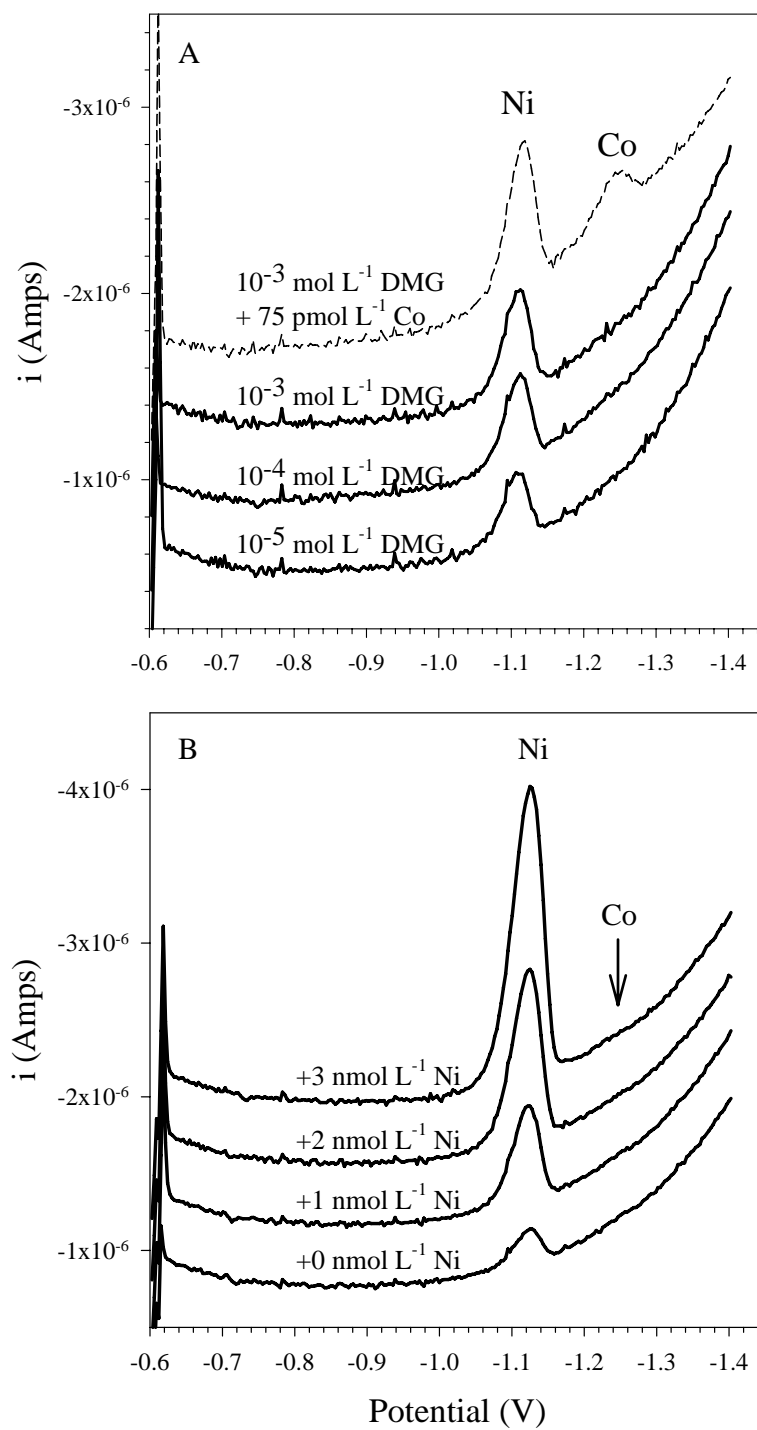 A
-3x10⁻⁶
Ni
Co
-2x10⁻⁶
10⁻³ mol L⁻¹ DMG
+ 75 pmol L⁻¹ Co
i (Amps)
10⁻³ mol L⁻¹ DMG
-1x10⁻⁶
10⁻⁴ mol L⁻¹ DMG
10⁻⁵ mol L⁻¹ DMG
-0.6 -0.7 -0.8 -0.9 -1.0 -1.1 -1.2 -1.3 -1.4
B
Ni
-4x10⁻⁶
Co
-3x10⁻⁶
i (Amps)
+3 nmol L⁻¹ Ni
-2x10⁻⁶
+2 nmol L⁻¹ Ni
+1 nmol L⁻¹ Ni
-1x10⁻⁶
+0 nmol L⁻¹ Ni
-0.6 -0.7 -0.8 -0.9 -1.0 -1.1 -1.2 -1.3 -1.4
Potential (V)